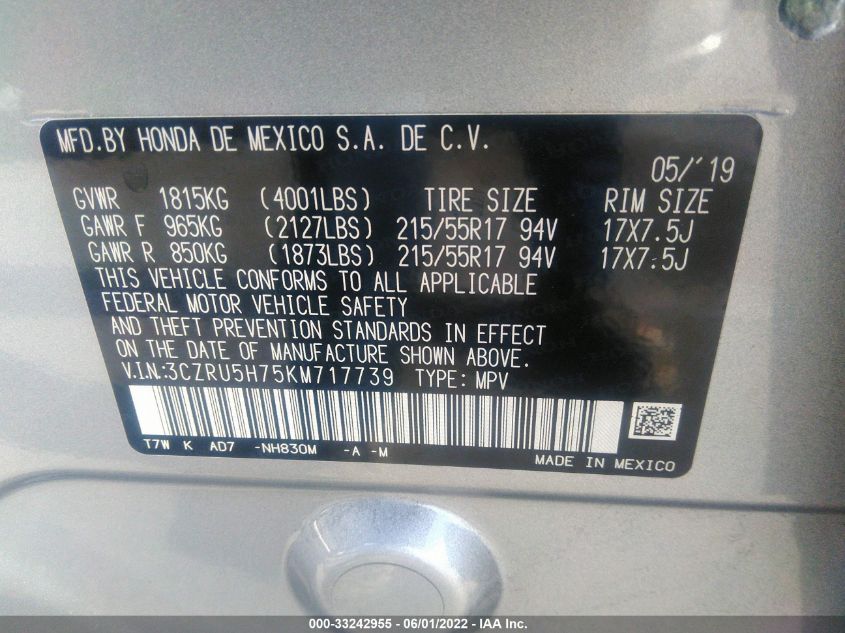 MFD.BY HONDA DE MEXICO S.A. DE C.V.
05/'19
GVWR 1815KG (4001LBS) TIRE SIZE RIM SIZE
GAWR F 965KG (2127LBS) 215/55R17 94V 17X7.5J
GAWR R 850KG (1873LBS) 215/55R17 94V 17X7.5J
THIS VEHICLE CONFORMS TO ALL APPLICABLE
FEDERAL MOTOR VEHICLE SAFETY
AND THEFT PREVENTION STANDARDS IN EFFECT
ON THE DATE OF MANUFACTURE SHOWN ABOVE.
V.I.N.:3CZRU5H75KM717739 TYPE: MPV
T7W K AD7 -NH830M -A -M
MADE IN MEXICO
000-33242955 - 06/01/2022 - IAA Inc.